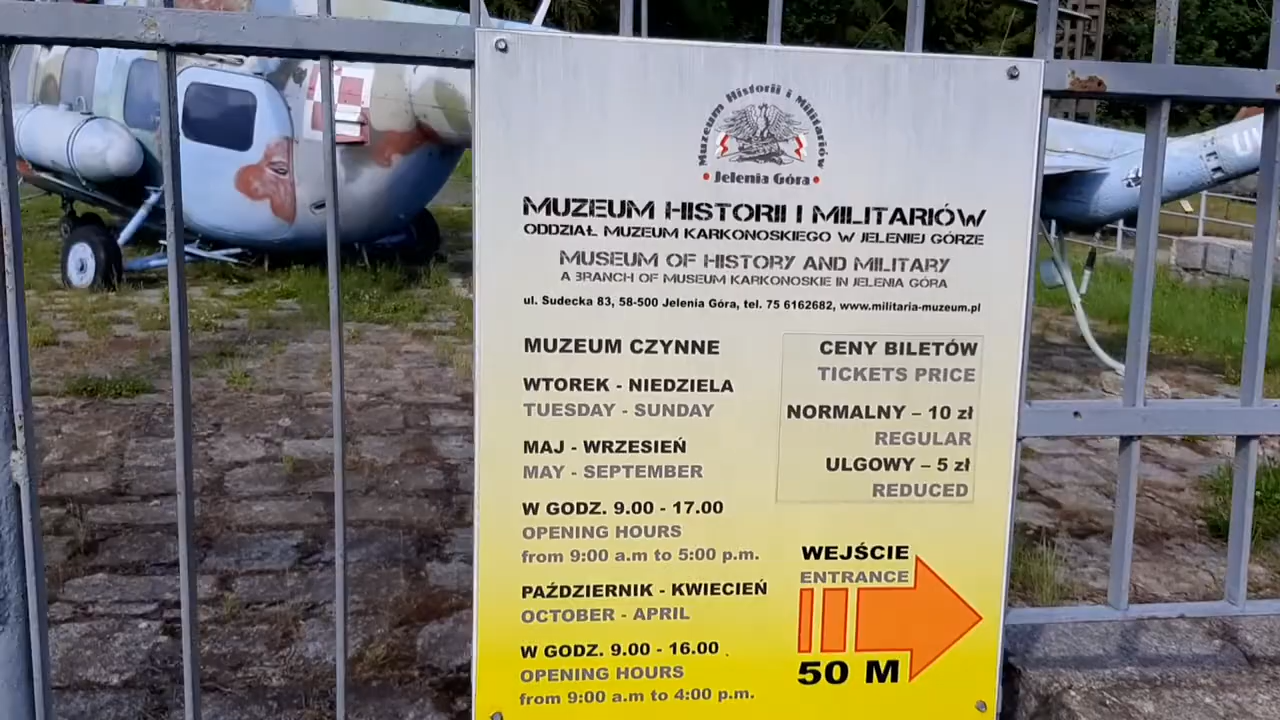 Muzeum Historii i Militariów
Jelenia Góra
MUZEUM HISTORII I MILITARIÓW
ODDZIAŁ MUZEUM KARKONOSKIEGO W JELENIEJ GÓRZE
MUSEUM OF HISTORY AND MILITARY
A BRANCH OF MUSEUM KARKONOSKIE IN JELENIA GÓRA
ul. Sudecka 83, 58-500 Jelenia Góra, tel. 75 6162682, www.militaria-muzeum.pl
MUZEUM CZYNNE
WTOREK - NIEDZIELA
TUESDAY - SUNDAY
MAJ - WRZESIEŃ
MAY - SEPTEMBER
W GODZ. 9.00 - 17.00
OPENING HOURS
from 9:00 a.m to 5:00 p.m.
PAŹDZIERNIK - KWIECIEŃ
OCTOBER - APRIL
W GODZ. 9.00 - 16.00
OPENING HOURS
from 9:00 a.m to 4:00 p.m.
CENY BILETÓW
TICKETS PRICE
NORMALNY – 10 zł
REGULAR
ULGOWY – 5 zł
REDUCED
WEJŚCIE
ENTRANCE
50 M